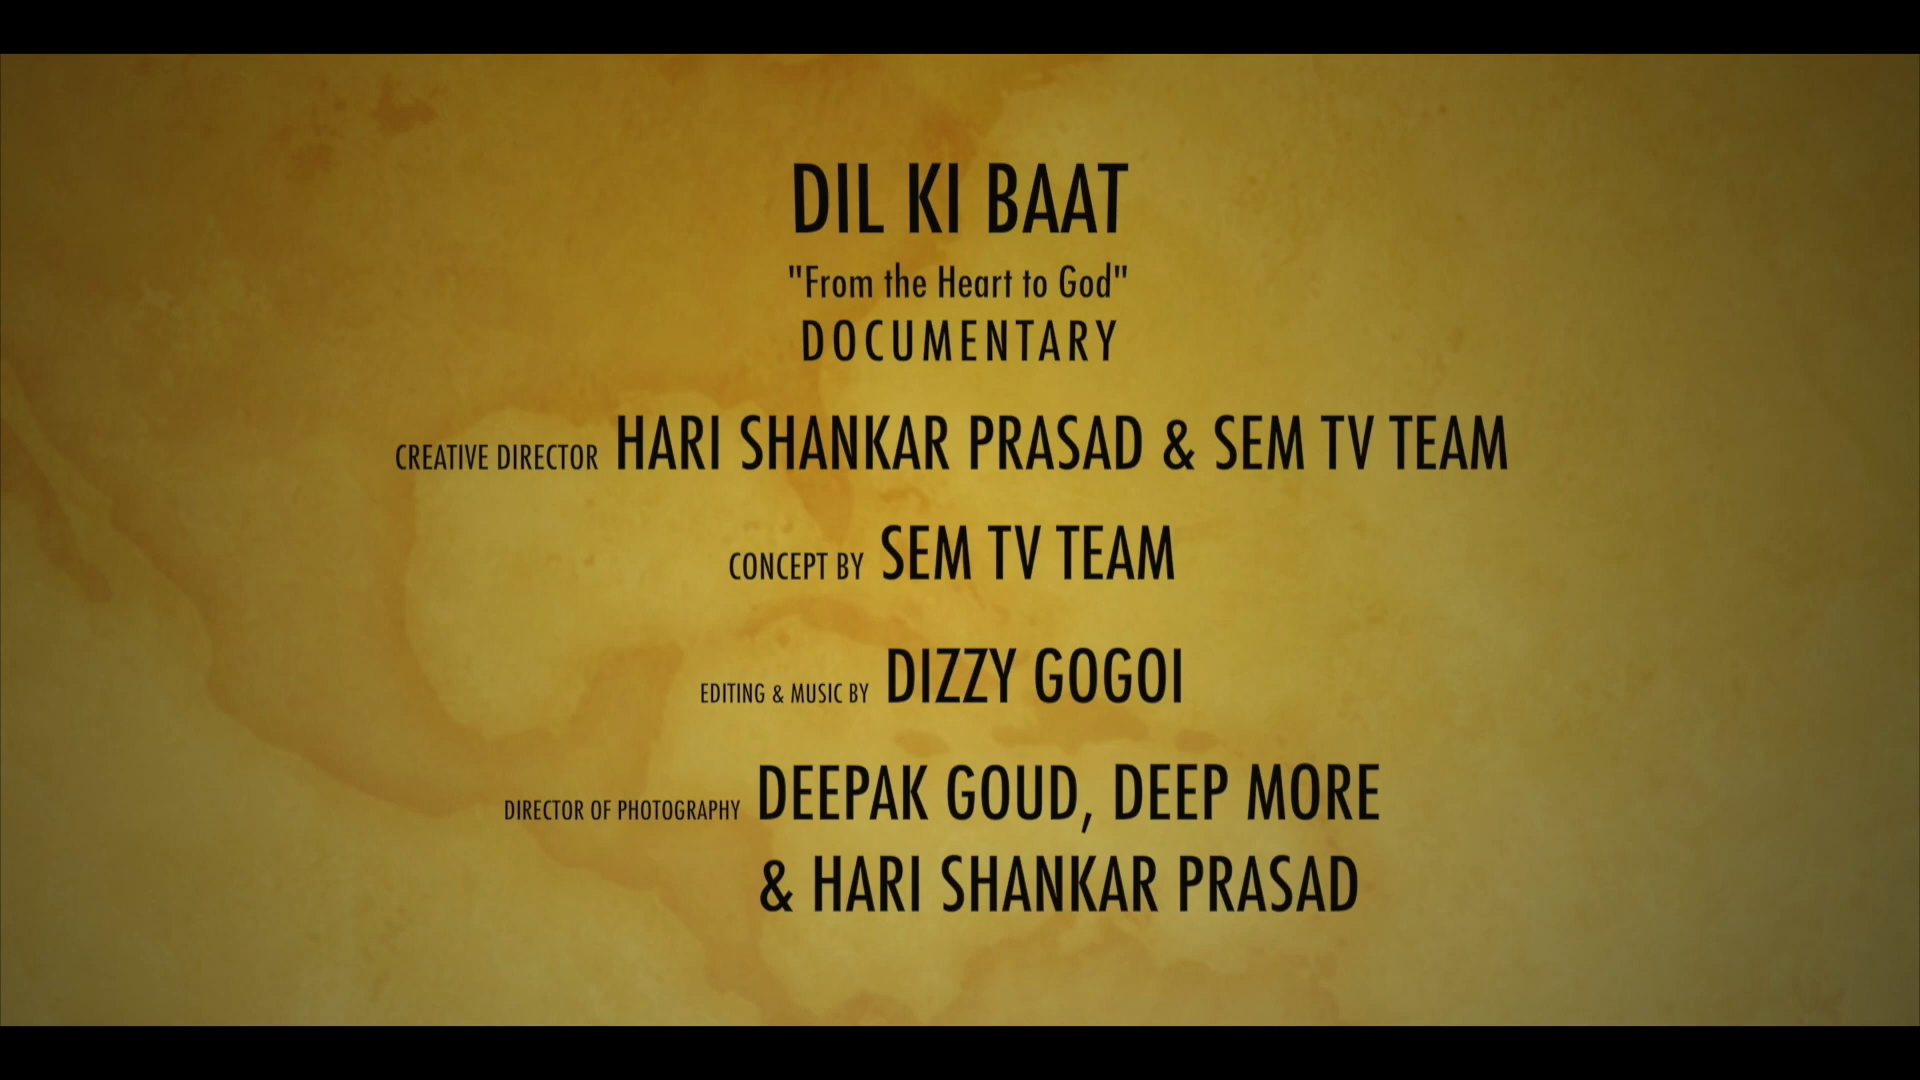 DIL KI BAAT
"From the Heart to God"
DOCUMENTARY
CREATIVE DIRECTOR HARI SHANKAR PRASAD & SEM TV TEAM
CONCEPT BY SEM TV TEAM
EDITING & MUSIC BY DIZZY GOGOI
DIRECTOR OF PHOTOGRAPHY DEEPAK GOUD, DEEP MORE
& HARI SHANKAR PRASAD